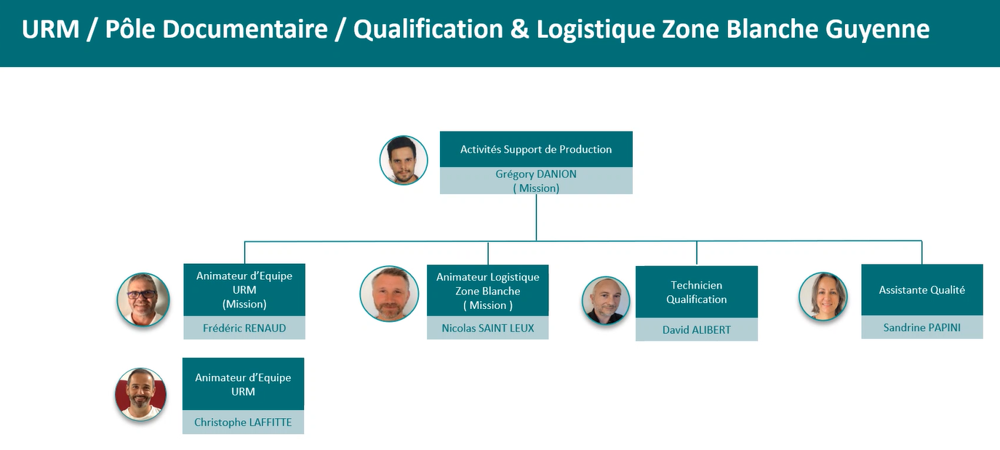 URM / Pôle Documentaire / Qualification & Logistique Zone Blanche Guyenne
Activités Support de Production
Grégory DANION
( Mission)
Animateur d’Equipe
URM
(Mission)
Frédéric RENAUD
Animateur Logistique
Zone Blanche
( Mission )
Nicolas SAINT LEUX
Technicien
Qualification
David ALIBERT
Assistante Qualité
Sandrine PAPINI
Animateur d’Equipe
URM
Christophe LAFFITTE